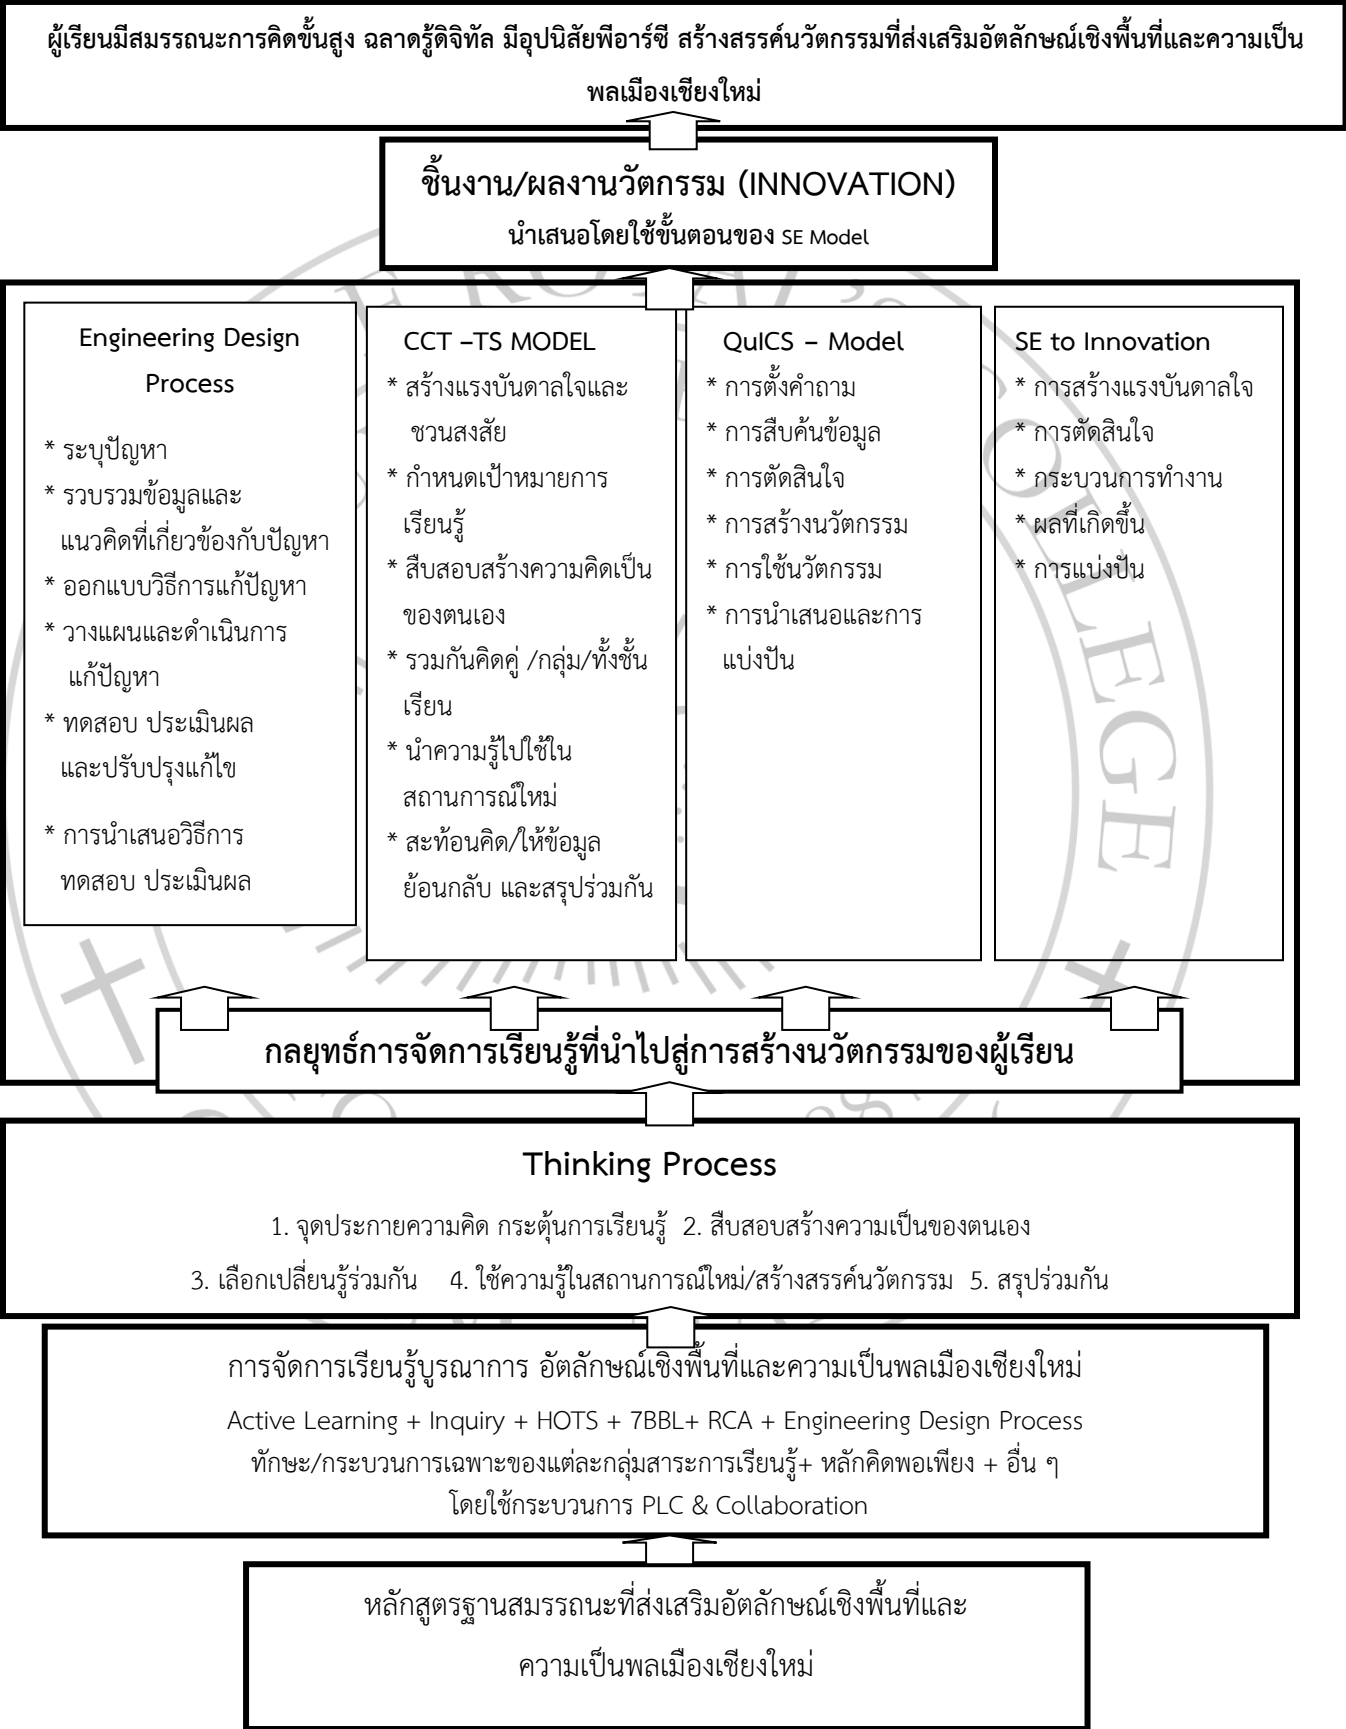 ผู้เรียนมีสมรรถนะการคิดขั้นสูง ฉลาดรู้ดิจิทัล มีอุปนิสัยพีอาร์ซี สร้างสรรค์นวัตกรรมที่ส่งเสริมอัตลักษณ์เชิงพื้นที่และความเป็น
พลเมืองเชียงใหม่
ชิ้นงาน/ผลงานวัตกรรม (INNOVATION)
นำเสนอโดยใช้ขั้นตอนของ SE Model
Engineering Design
Process
* ระบุปัญหา
* รวบรวมข้อมูลและ
แนวคิดที่เกี่ยวข้องกับปัญหา
* ออกแบบวิธีการแก้ปัญหา
* วางแผนและดำเนินการ
แก้ปัญหา
* ทดสอบ ประเมินผล
และปรับปรุงแก้ไข
* การนำเสนอวิธีการ
ทดสอบ ประเมินผล
CCT –TS MODEL
* สร้างแรงบันดาลใจและ
ชวนสงสัย
* กำหนดเป้าหมายการ
เรียนรู้
* สืบสอบสร้างความคิดเป็น
ของตนเอง
* รวมกันคิดคู่ /กลุ่ม/ทั้งชั้น
เรียน
* นำความรู้ไปใช้ใน
สถานการณ์ใหม่
* สะท้อนคิด/ให้ข้อมูล
ย้อนกลับ และสรุปร่วมกัน
QuICS – Model
* การตั้งคำถาม
* การสืบค้นข้อมูล
* การตัดสินใจ
* การสร้างนวัตกรรม
* การใช้นวัตกรรม
* การนำเสนอและการ
แบ่งปัน
SE to Innovation
* การสร้างแรงบันดาลใจ
* การตัดสินใจ
* กระบวนการทำงาน
* ผลที่เกิดขึ้น
* การแบ่งปัน
กลยุทธ์การจัดการเรียนรู้ที่นำไปสู่การสร้างนวัตกรรมของผู้เรียน
Thinking Process
1. จุดประกายความคิด กระตุ้นการเรียนรู้ 2. สืบสอบสร้างความเป็นของตนเอง
3. เลือกเปลี่ยนรู้ร่วมกัน 4. ใช้ความรู้ในสถานการณ์ใหม่/สร้างสรรค์นวัตกรรม 5. สรุปร่วมกัน
การจัดการเรียนรู้บูรณาการ อัตลักษณ์เชิงพื้นที่และความเป็นพลเมืองเชียงใหม่
Active Learning + Inquiry + HOTS + 7BBL+ RCA + Engineering Design Process
ทักษะ/กระบวนการเฉพาะของแต่ละกลุ่มสาระการเรียนรู้+ หลักคิดพอเพียง + อื่น ๆ
โดยใช้กระบวนการ PLC & Collaboration
หลักสูตรฐานสมรรถนะที่ส่งเสริมอัตลักษณ์เชิงพื้นที่และ
ความเป็นพลเมืองเชียงใหม่
COLLEGE